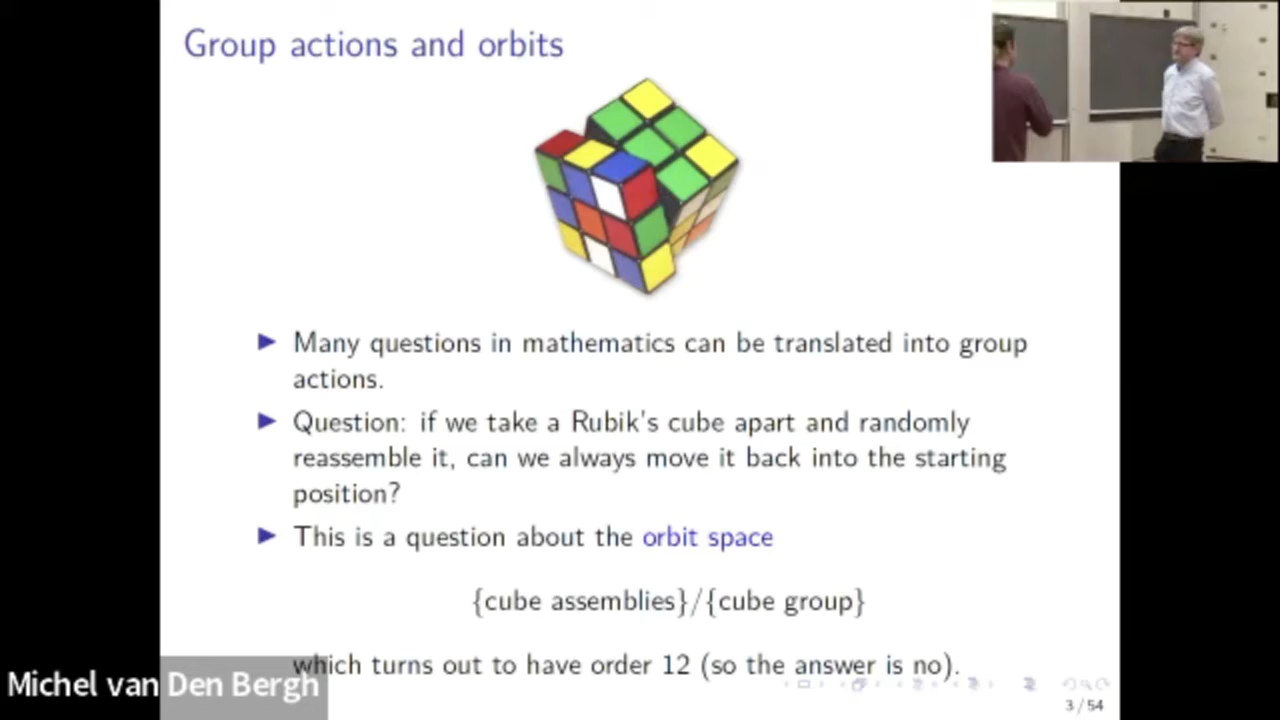 Group actions and orbits
Many questions in mathematics can be translated into group
actions.
Question: if we take a Rubik's cube apart and randomly
reassemble it, can we always move it back into the starting
position?
This is a question about the orbit space
{cube assemblies}/{cube group}
which turns out to have order 12 (so the answer is no).
Michel van Den Bergh
3 / 54